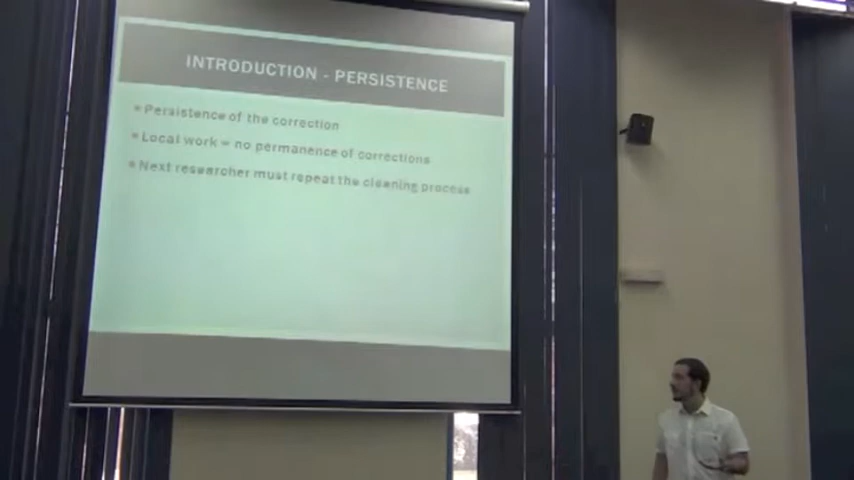 INTRODUCTION - PERSISTENCE
Persistence of the correction
Local work = no permanence of corrections
Next researcher must repeat the cleaning process